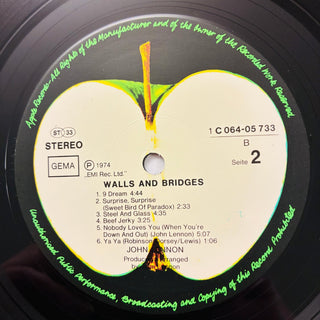 Apple Records-All Rights of the Manufacturer and of the Owner of the Recorded Work Reserved
ST 33
STEREO
GEMA
℗ 1974
„EMI Rec. Ltd."
1 C 064-05 733
B
Seite 2
WALLS AND BRIDGES
1. 9 Dream 4:44
2. Surprise, Surprise
(Sweet Bird Of Paradox) 2:33
3. Steel And Glass 4:35
4. Beef Jerky 3:25
5. Nobody Loves You (When You're
Down And Out) (John Lennon) 5:06
6. Ya Ya (Robinson/Dorsey/Lewis) 1:06
JOHN LENNON
Produced Arranged
by
Unauthorised Public Performance, Broadcasting and Copying of this Record Prohibited